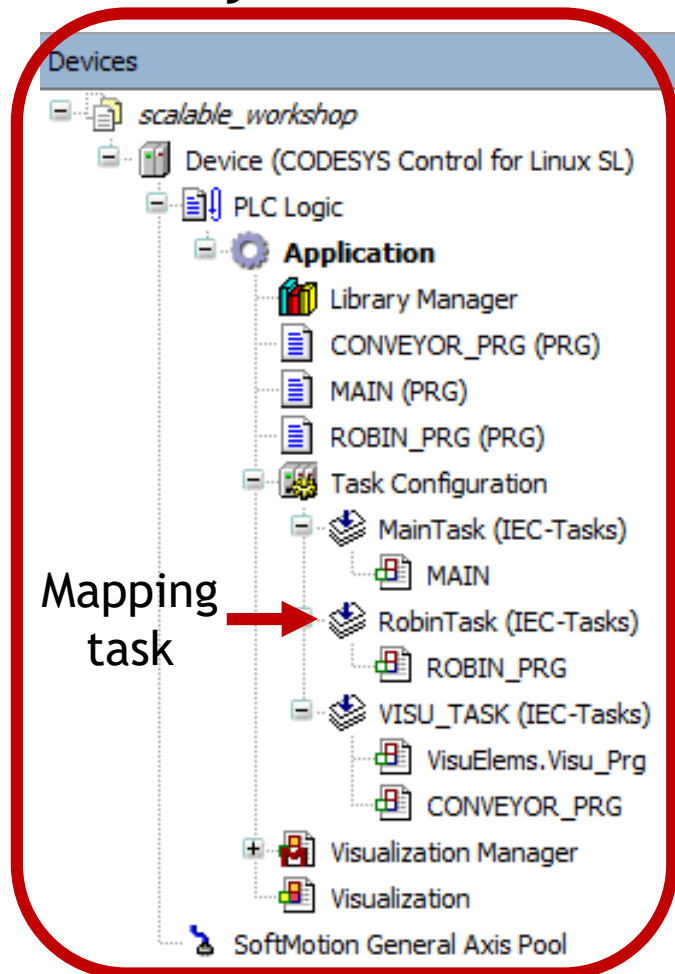 Devices
scalable_workshop
Device (CODESYS Control for Linux SL)
PLC Logic
Application
Library Manager
CONVEYOR_PRG (PRG)
MAIN (PRG)
ROBIN_PRG (PRG)
Task Configuration
MainTask (IEC-Tasks)
MAIN
Mapping
task
RobinTask (IEC-Tasks)
ROBIN_PRG
VISU_TASK (IEC-Tasks)
VisuElems.Visu_Prg
CONVEYOR_PRG
Visualization Manager
Visualization
SoftMotion General Axis Pool